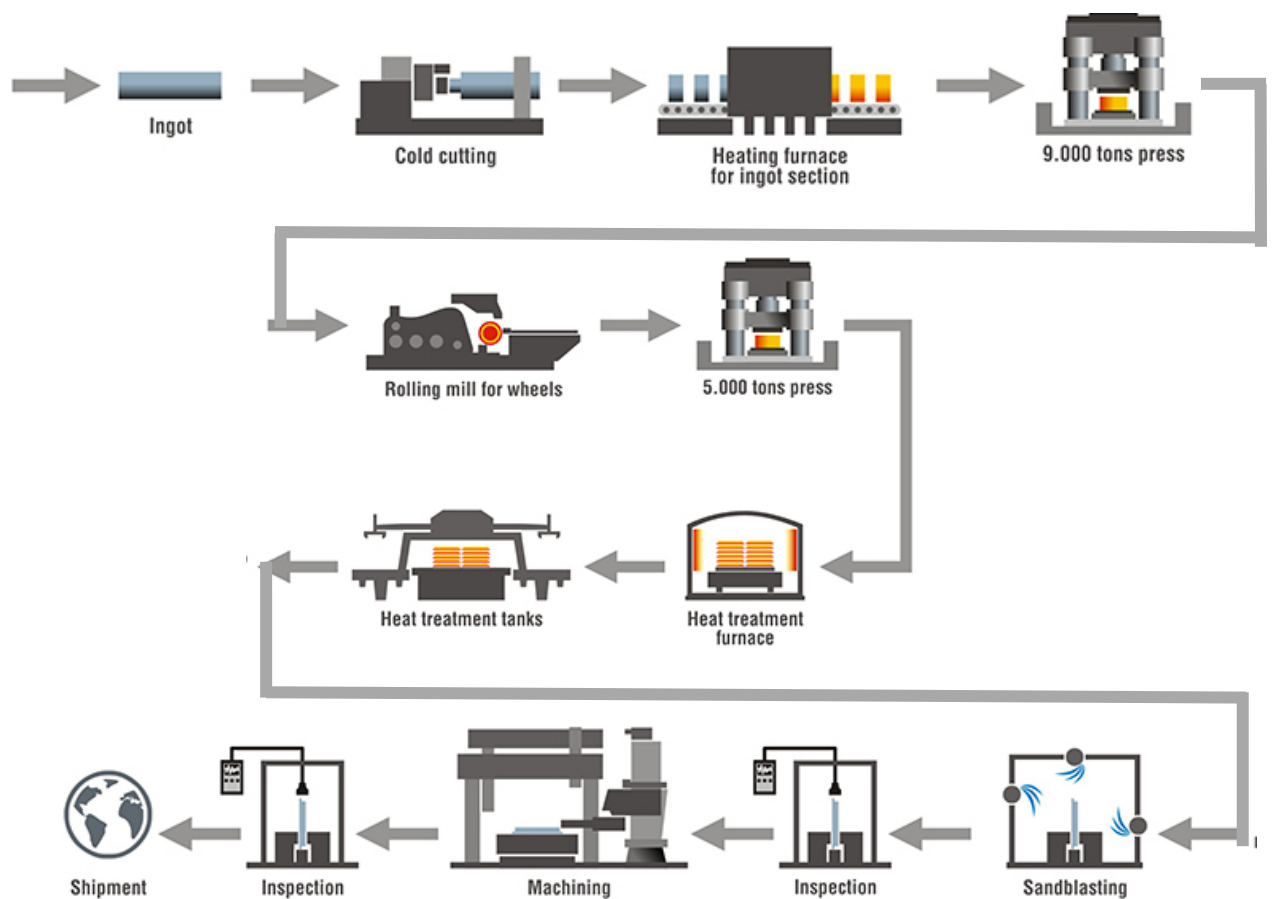 Ingot
Cold cutting
Heating furnace
for ingot section
9.000 tons press
Rolling mill for wheels
5.000 tons press
Heat treatment tanks
Heat treatment
furnace
Shipment
Inspection
Machining
Inspection
Sandblasting